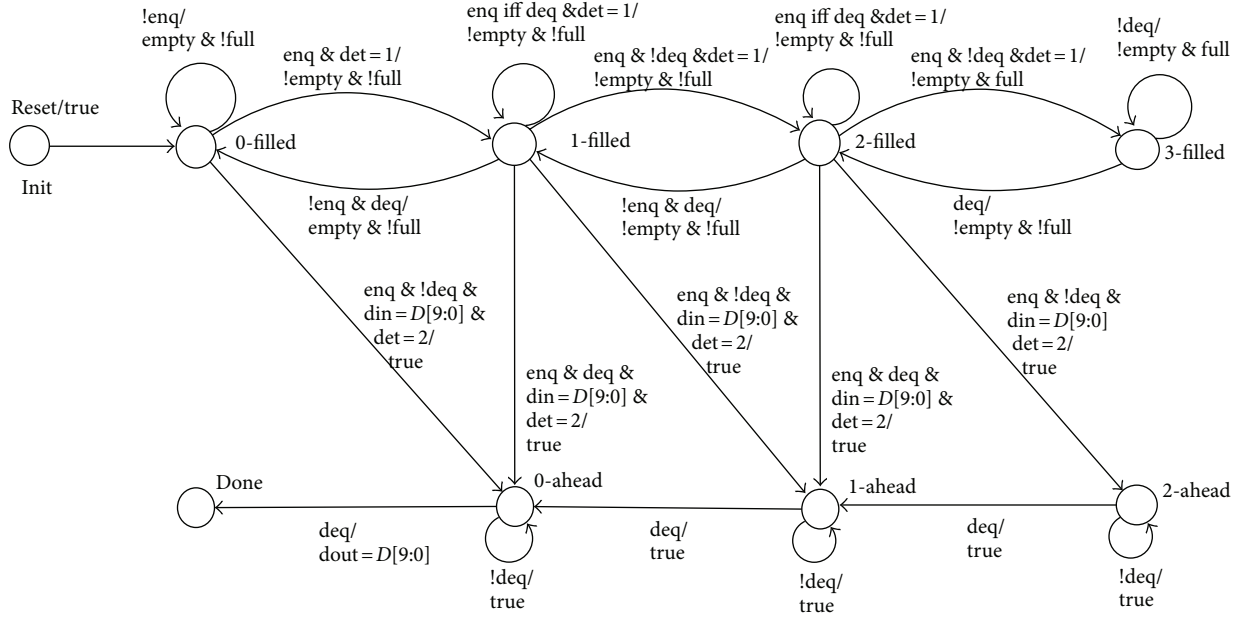 !enq/
empty & !full
enq & det = 1/
!empty & !full
enq iff deq &det = 1/
!empty & !full
enq & !deq &det = 1/
!empty & !full
enq iff deq &det = 1/
!empty & !full
enq & !deq &det = 1/
!empty & full
!deq/
!empty & full
Reset/true
Init
0-filled
1-filled
2-filled
3-filled
!enq & deq/
empty & !full
!enq & deq/
!empty & !full
deq/
!empty & !full
enq & !deq &
din = D[9:0] &
det = 2/
true
enq & deq &
din = D[9:0] &
det = 2/
true
enq & !deq &
din = D[9:0] &
det = 2/
true
enq & deq &
din = D[9:0] &
det = 2/
true
enq & !deq &
din = D[9:0]
det = 2/
true
Done
0-ahead
1-ahead
2-ahead
deq/
dout = D[9:0]
!deq/
true
deq/
true
!deq/
true
deq/
true
!deq/
true